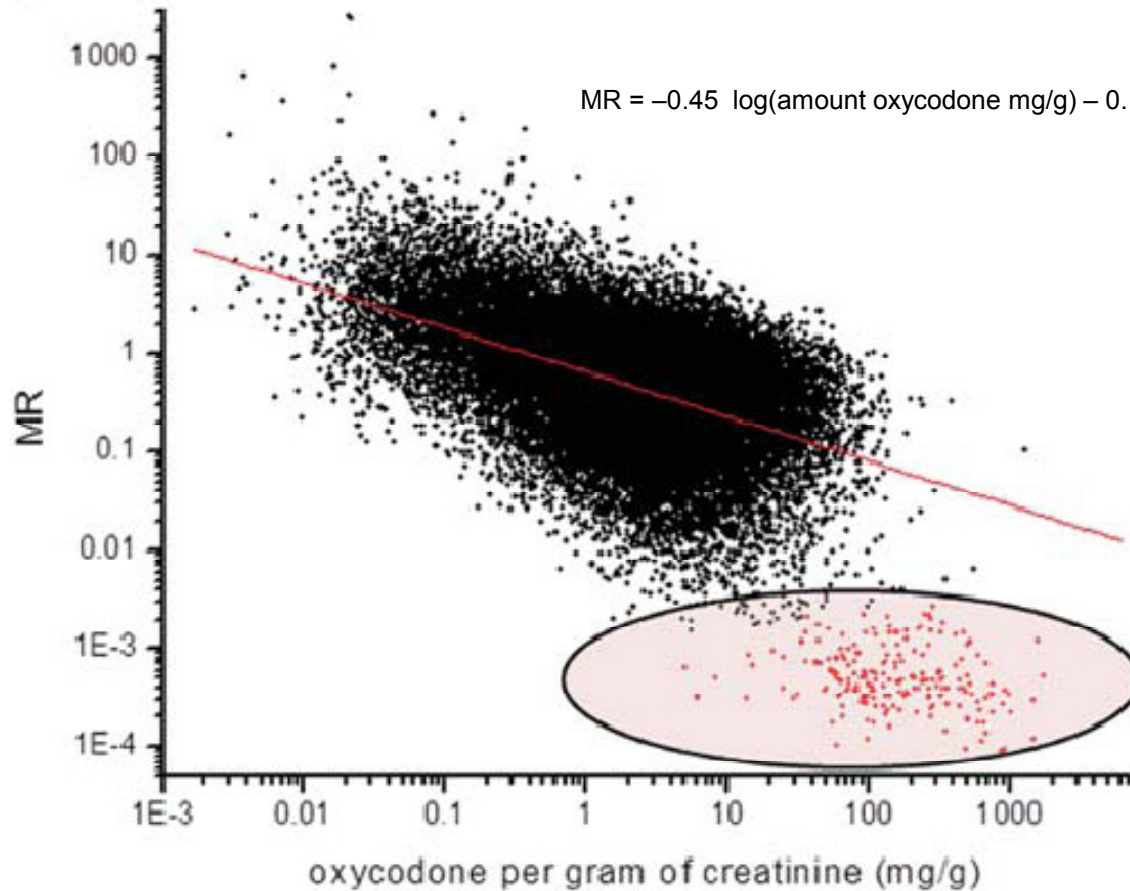 1000
MR = –0.45 log(amount oxycodone mg/g) – 0.
100
10
1
MR
0.1
0.01
1E-3
1E-4
1E-3 0.01 0.1 1 10 100 1000
oxycodone per gram of creatinine (mg/g)